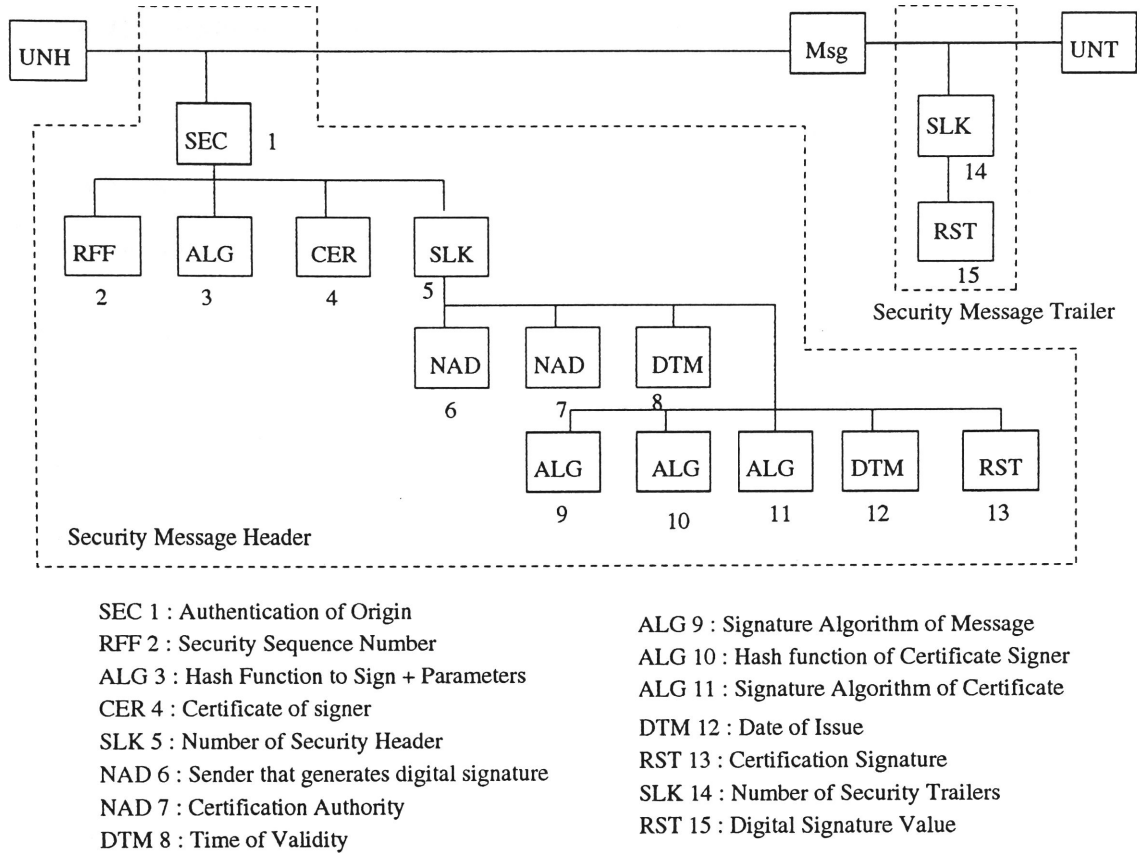 UNH
Msg
UNT
SEC
1
SLK
14
RFF
ALG
CER
SLK
RST
2
3
4
5
15
Security Message Trailer
NAD
NAD
DTM
6
7
8
ALG
ALG
ALG
DTM
RST
9
10
11
12
13
Security Message Header
SEC 1 : Authentication of Origin
RFF 2 : Security Sequence Number
ALG 3 : Hash Function to Sign + Parameters
CER 4 : Certificate of signer
SLK 5 : Number of Security Header
NAD 6 : Sender that generates digital signature
NAD 7 : Certification Authority
DTM 8 : Time of Validity
ALG 9 : Signature Algorithm of Message
ALG 10 : Hash function of Certificate Signer
ALG 11 : Signature Algorithm of Certificate
DTM 12 : Date of Issue
RST 13 : Certification Signature
SLK 14 : Number of Security Trailers
RST 15 : Digital Signature Value